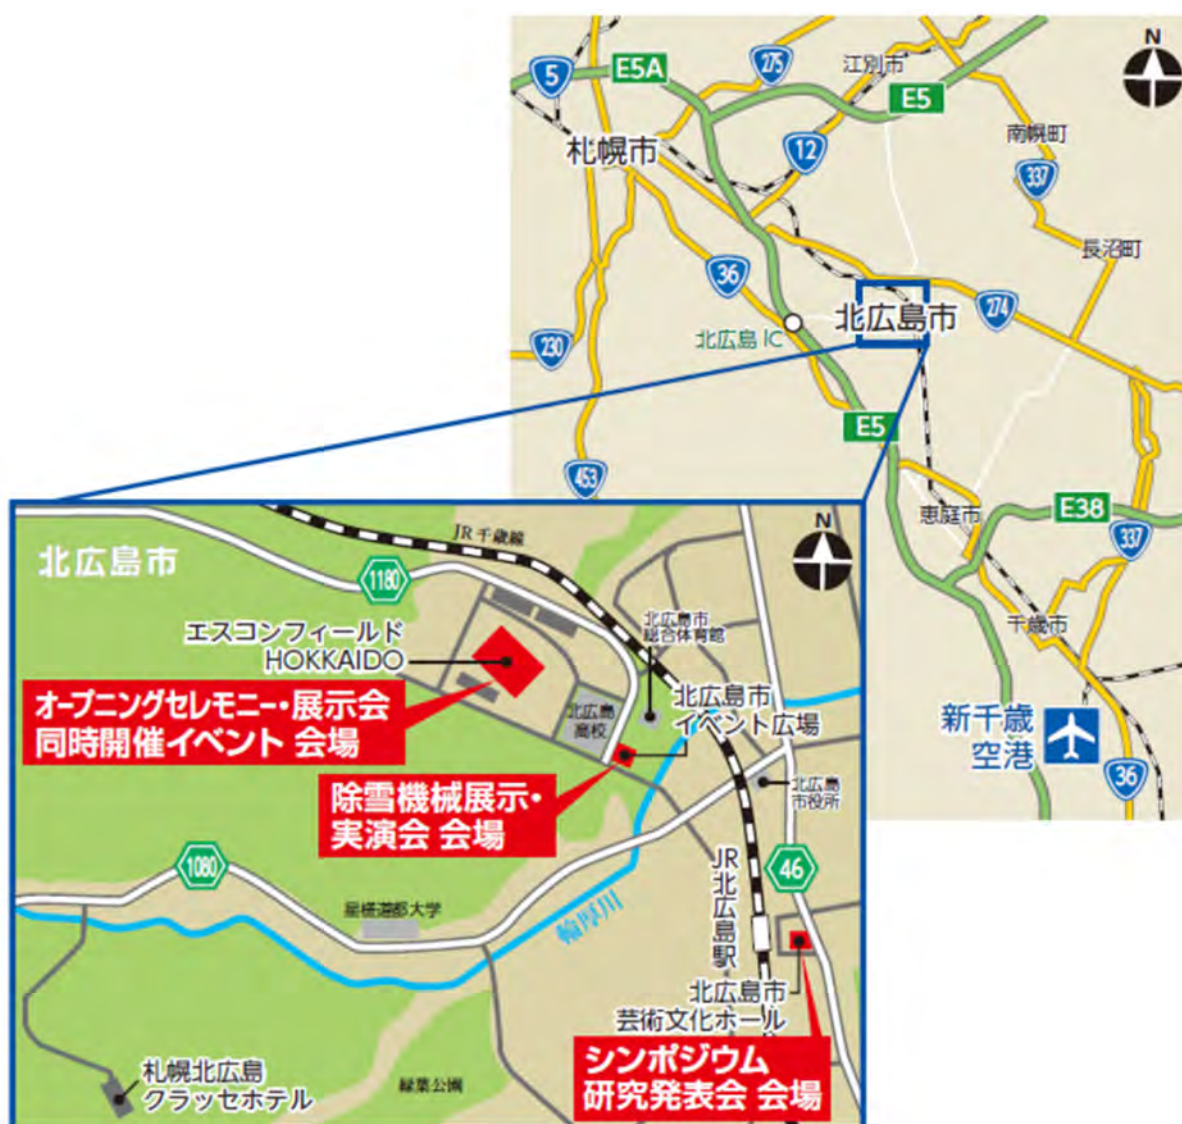 N
5
E5A
275
江別市
E5
札幌市
12
南幌町
337
長沼町
36
北広島市
274
北広島 IC
230
E5
453
恵庭市
E38
337
千歳市
新千歳
空港
36
北広島市
JR 千歳線
N
1180
エスコンフィールド
HOKKAIDO
北広島市
総合体育館
オープニングセレモニー・展示会
同時開催イベント 会場
北広島
高校
北広島市
イベント広場
除雪機械展示・
実演会 会場
北広島
市役所
1080
46
JR北広島駅
星槎道都大学
輪厚川
北広島市
芸術文化ホール
シンポジウム
研究発表会 会場
札幌北広島
クラッセホテル
緑葉公園